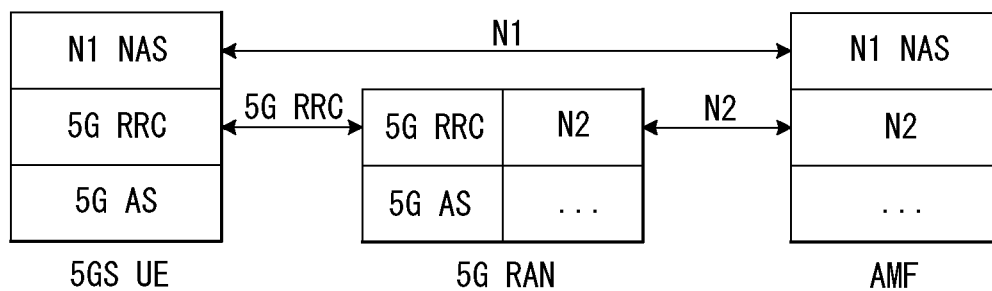 N1 NAS
N1
N1 NAS
5G RRC
5G RRC
5G RRC
N2
N2
N2
5G AS
5G AS
...
...
5GS UE
5G RAN
AMF